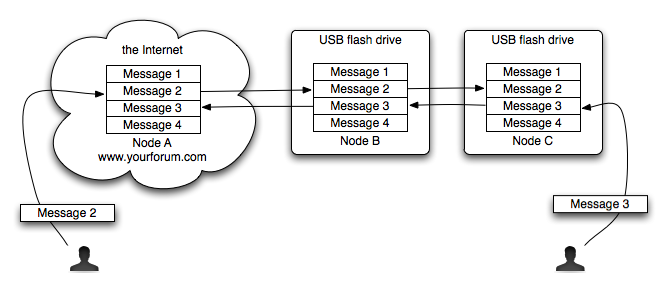 the Internet
Message 1
Message 2
Message 3
Message 4
Node A
www.yourforum.com
USB flash drive
Message 1
Message 2
Message 3
Message 4
Node B
USB flash drive
Message 1
Message 2
Message 3
Message 4
Node C
Message 2
Message 3